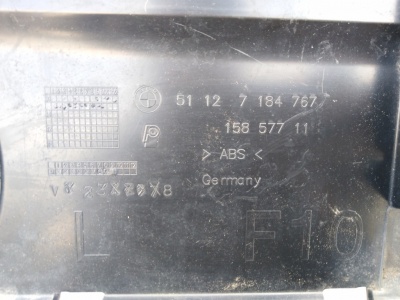 51 12 7 184 767
158 577 11
> ABS <
Germany
L F10